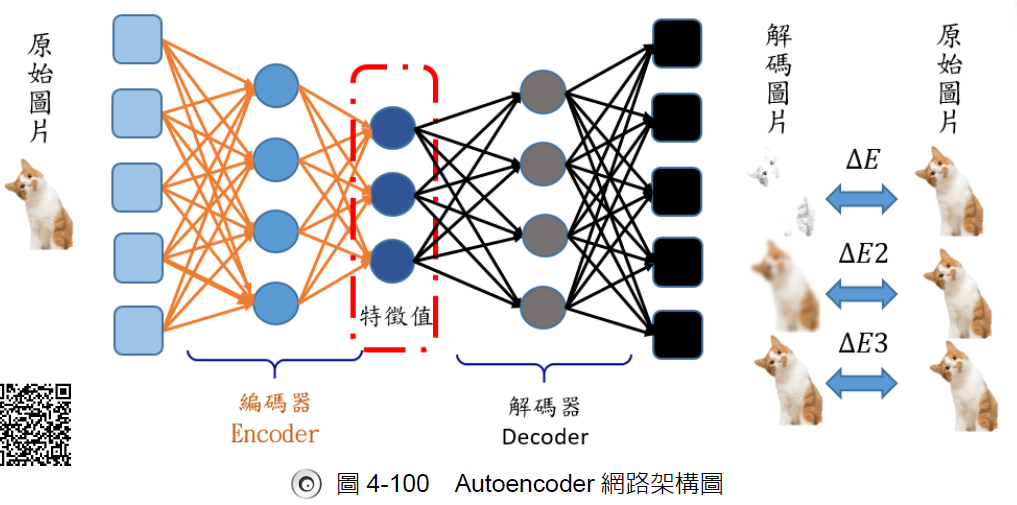 原始圖片
解碼圖片
原始圖片
ΔE
ΔE2
ΔE3
特徵值
編碼器
Encoder
解碼器
Decoder
圖 4-100 Autoencoder 網路架構圖